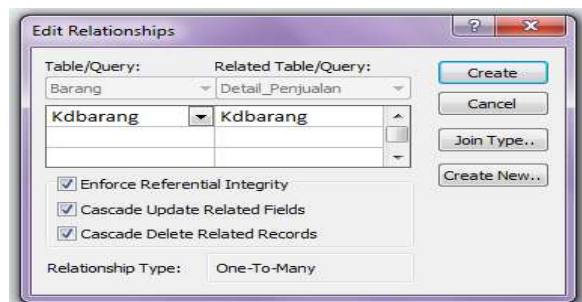 Edit Relationships
Table/Query: Related Table/Query:
Barang Detail_Penjualan
Kdbarang Kdbarang
Enforce Referential Integrity
Cascade Update Related Fields
Cascade Delete Related Records
Relationship Type: One-To-Many
?
Create
Cancel
Join Type..
Create New..